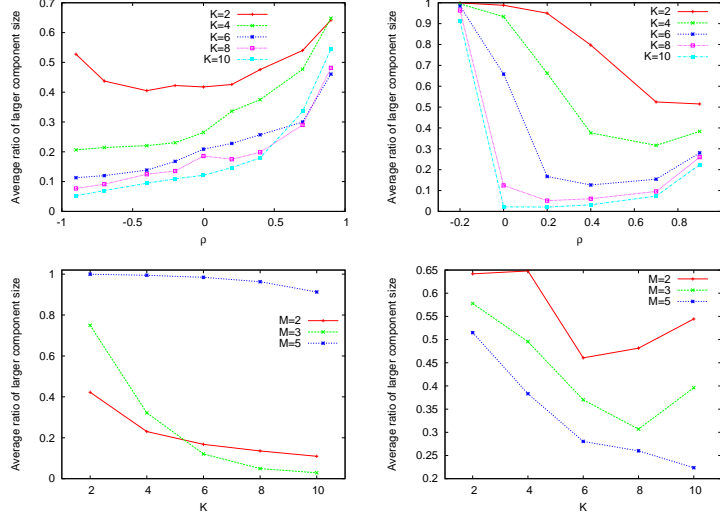 Average ratio of larger component size
0.7
0.6
0.5
0.4
0.3
0.2
0.1
0
-1
-0.5
0
0.5
1
ρ
K=2
K=4
K=6
K=8
K=10
Average ratio of larger component size
1
0.9
0.8
0.7
0.6
0.5
0.4
0.3
0.2
0.1
0
-0.2
0
0.2
0.4
0.6
0.8
ρ
K=2
K=4
K=6
K=8
K=10
Average ratio of larger component size
1
0.8
0.6
0.4
0.2
0
2
4
6
8
10
K
M=2
M=3
M=5
Average ratio of larger component size
0.65
0.6
0.55
0.5
0.45
0.4
0.35
0.3
0.25
0.2
2
4
6
8
10
K
M=2
M=3
M=5